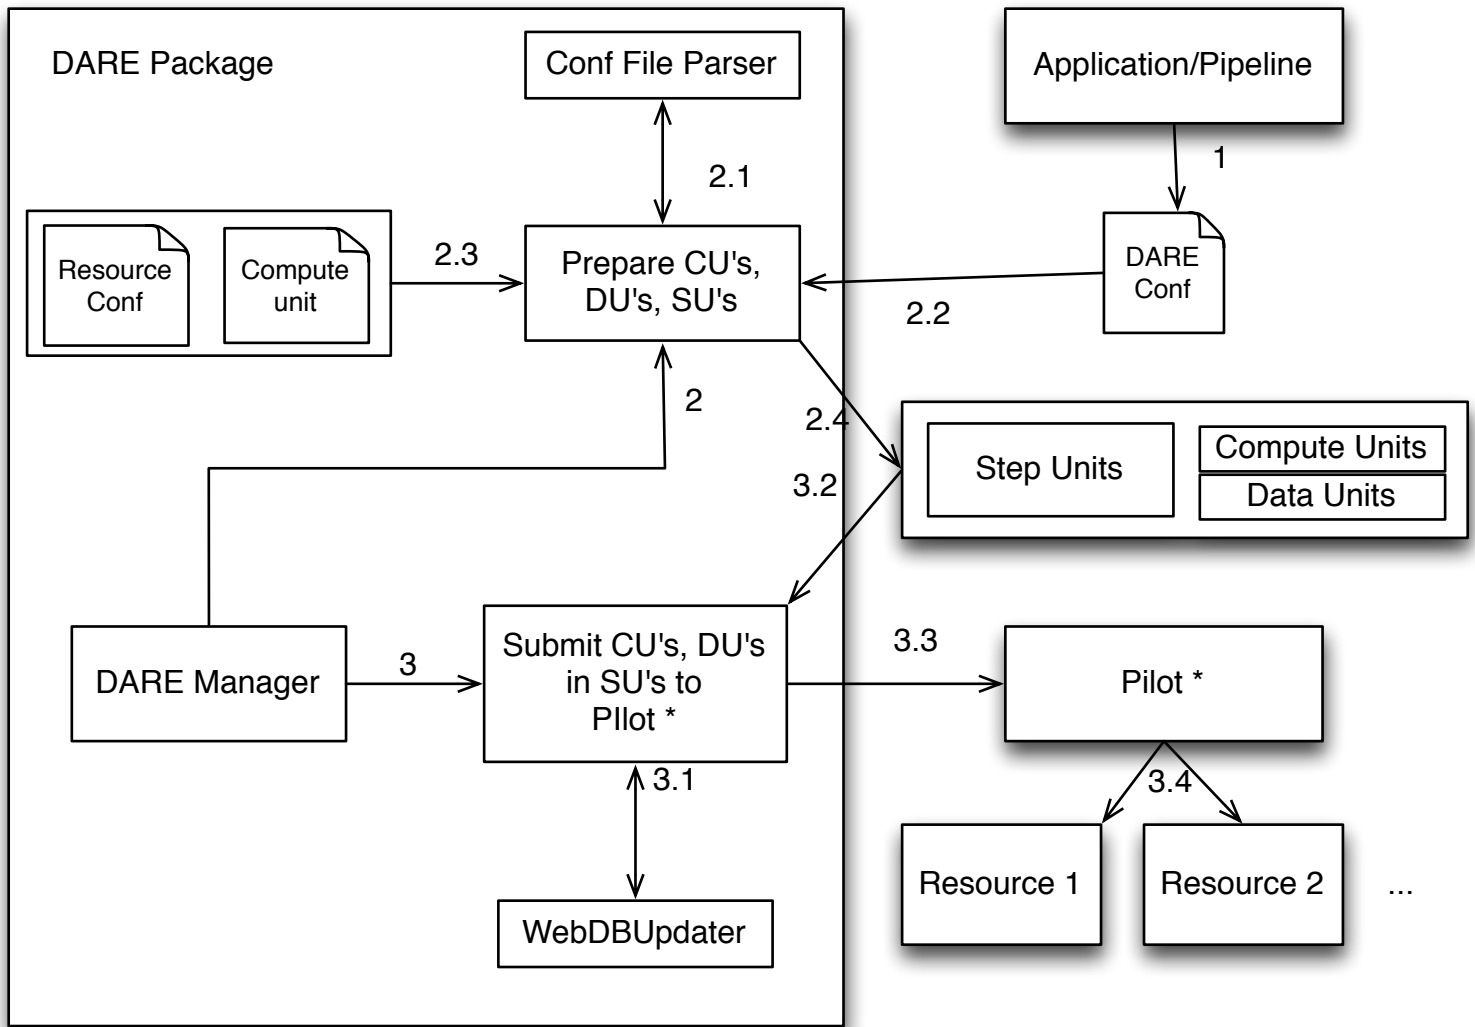 DARE Package
Conf File Parser
Application/Pipeline
1
2.1
Resource
Conf
Compute
unit
2.3
Prepare CU's,
DU's, SU's
2.2
DARE
Conf
2
2.4
Step Units
Compute Units
Data Units
3.2
DARE Manager
3
Submit CU's, DU's
in SU's to
PIlot *
3.3
Pilot *
3.1
3.4
WebDBUpdater
Resource 1
Resource 2
...